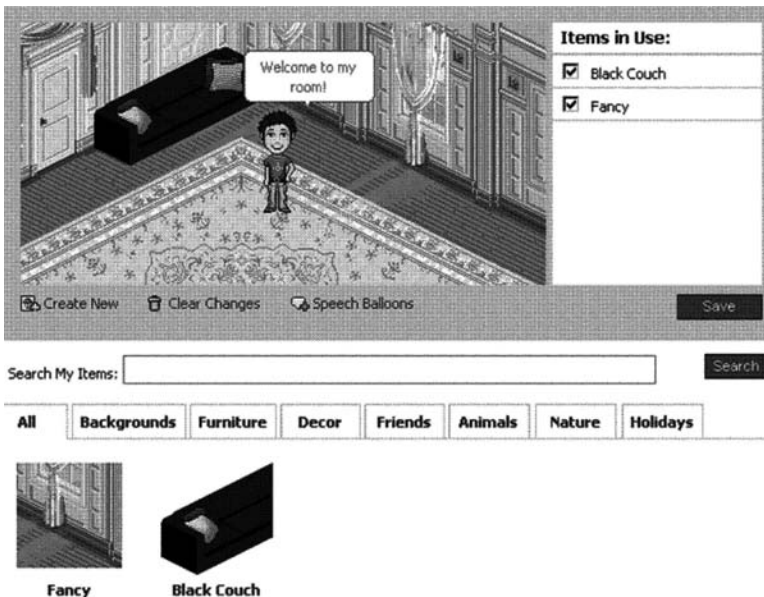 Items in Use:
Black Couch
Fancy
Welcome to my
room!
Create New Clear Changes Speech Balloons Save
Search My Items: Search
All Backgrounds Furniture Decor Friends Animals Nature Holidays
Fancy Black Couch